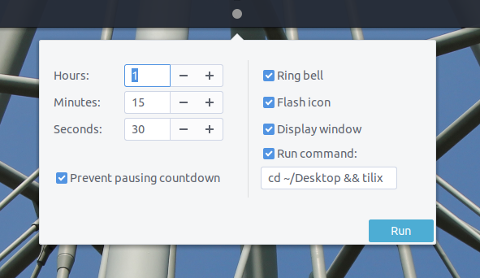 Hours: 1 − +
Minutes: 15 − +
Seconds: 30 − +
Prevent pausing countdown
Ring bell
Flash icon
Display window
Run command:
cd ~/Desktop && tilix
Run